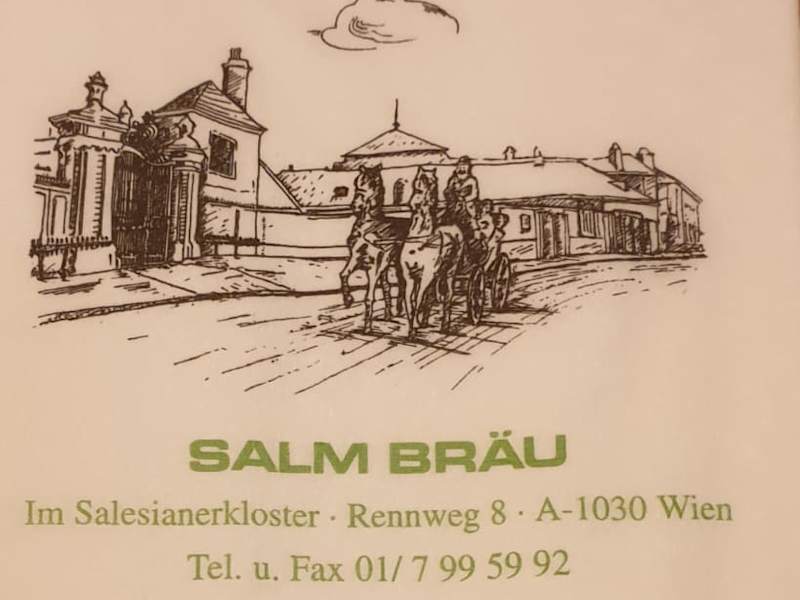 SALM BRÄU
Im Salesianerkloster · Rennweg 8 · A-1030 Wien
Tel. u. Fax 01/ 7 99 59 92